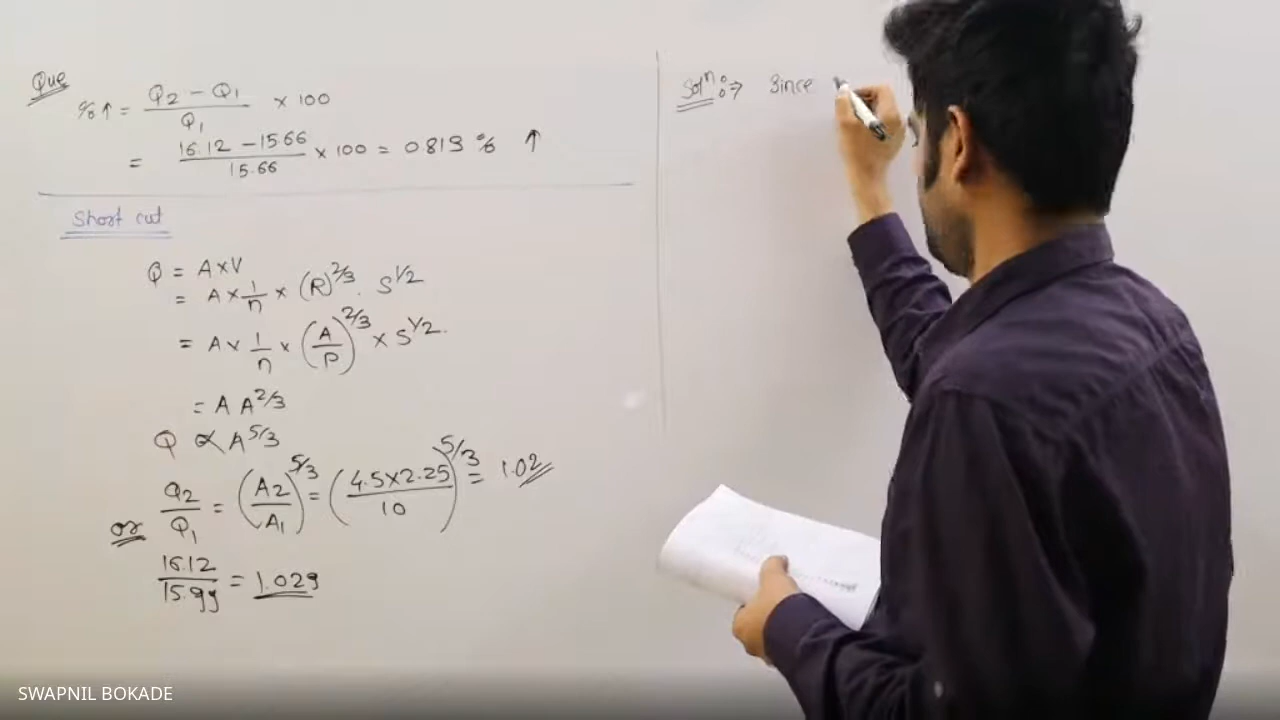 Que
%↑ = Q2 - Q1 / Q1 × 100
= 16.12 - 15.66 / 15.66 × 100 = 0.819 % ↑
Short cut
Q = A×V
= A × 1/n × (R)^2/3 . S^1/2
= A × 1/n × (A/P)^2/3 × S^1/2.
= A A^2/3
Q ∝ A^5/3
or Q2/Q1 = (A2/A1)^5/3 = (4.5×2.25/10)^5/3 = 1.02
16.12/15.99 = 1.029
Solⁿ :⇒ Since
SWAPNIL BOKADE